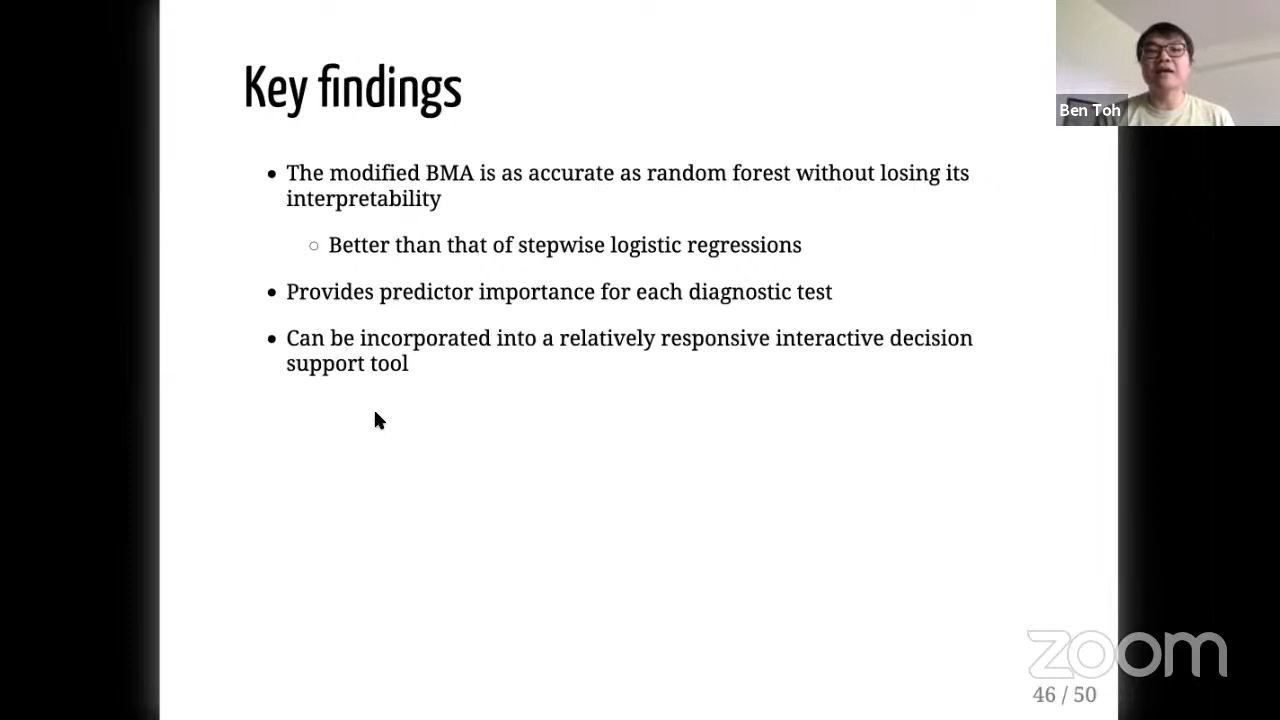 Key findings
Ben Toh
• The modified BMA is as accurate as random forest without losing its
interpretability
○ Better than that of stepwise logistic regressions
• Provides predictor importance for each diagnostic test
• Can be incorporated into a relatively responsive interactive decision
support tool
zoom
46 / 50